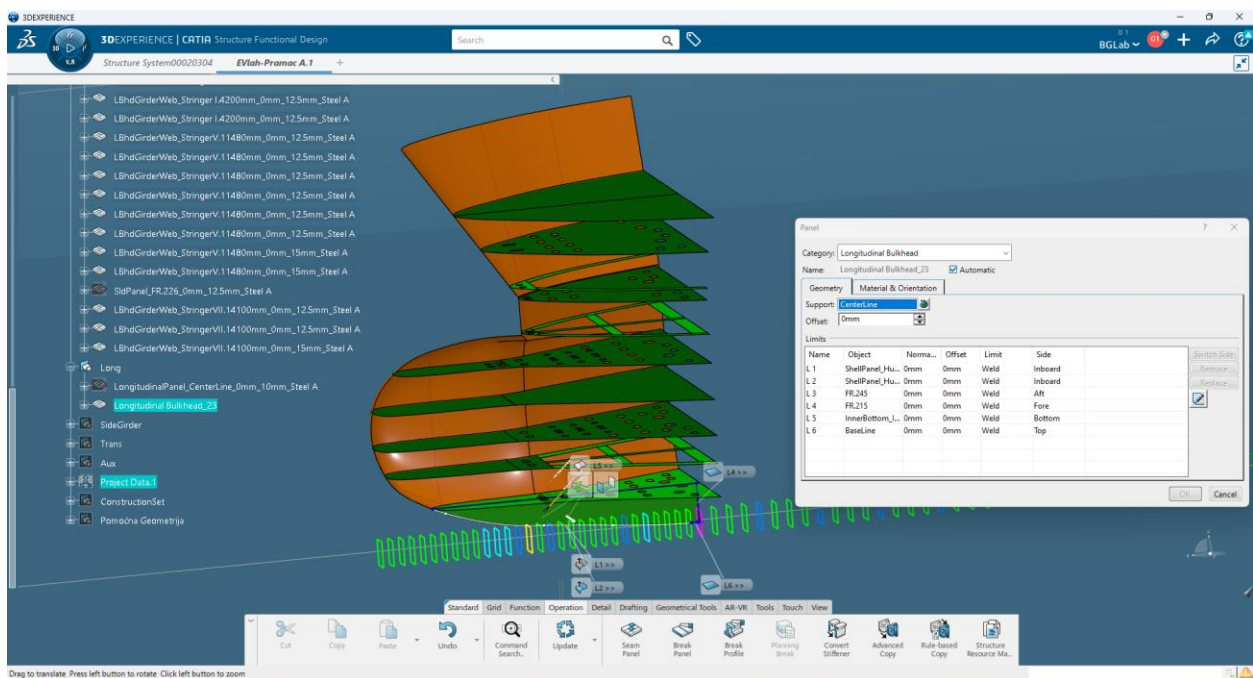 3DEXPERIENCE
3DEXPERIENCE | CATIA Structure Functional Design
Search
BGLab
3D
V.R
Structure System00020304
EVlah-Pramac A.1
+
LBhdGirderWeb_Stringer I.4200mm_0mm_12.5mm_Steel A
LBhdGirderWeb_Stringer I.4200mm_0mm_12.5mm_Steel A
LBhdGirderWeb_StringerV.11480mm_0mm_12.5mm_Steel A
LBhdGirderWeb_StringerV.11480mm_0mm_12.5mm_Steel A
LBhdGirderWeb_StringerV.11480mm_0mm_12.5mm_Steel A
LBhdGirderWeb_StringerV.11480mm_0mm_12.5mm_Steel A
LBhdGirderWeb_StringerV.11480mm_0mm_12.5mm_Steel A
LBhdGirderWeb_StringerV.11480mm_0mm_12.5mm_Steel A
LBhdGirderWeb_StringerV.11480mm_0mm_15mm_Steel A
LBhdGirderWeb_StringerV.11480mm_0mm_15mm_Steel A
SldPanel_FR.226_0mm_12.5mm_Steel A
LBhdGirderWeb_StringerVII.14100mm_0mm_12.5mm_Steel A
LBhdGirderWeb_StringerVII.14100mm_0mm_12.5mm_Steel A
LBhdGirderWeb_StringerVII.14100mm_0mm_15mm_Steel A
Long
LongitudinalPanel_CenterLine_0mm_10mm_Steel A
Longitudinal Bulkhead_23
SideGirder
Trans
Aux
Project Data.1
ConstructionSet
Pomoćna Geometrija
L5 >>
L4 >>
L1 >>
L2 >>
L6 >>
Panel
Category: Longitudinal Bulkhead
Name: Longitudinal Bulkhead_23 Automatic
Geometry Material & Orientation
Support: CenterLine
Offset: 0mm
Limits
Name Object Norma... Offset Limit Side
L 1 ShellPanel_Hu... 0mm 0mm Weld Inboard
L 2 ShellPanel_Hu... 0mm 0mm Weld Inboard
L 3 FR.245 0mm 0mm Weld Aft
L 4 FR.215 0mm 0mm Weld Fore
L 5 InnerBottom_I... 0mm 0mm Weld Bottom
L 6 BaseLine 0mm 0mm Weld Top
Switch Side
Remove
Replace
OK Cancel
Standard Grid Function Operation Detail Drafting Geometrical Tools AR-VR Tools Touch View
Cut
Copy
Paste
Undo
Command Search...
Update
Seam Panel
Break Panel
Break Profile
Planning Break
Convert Stiffener
Advanced Copy
Rule-based Copy
Structure Resource Ma...
Drag to translate Press left button to rotate Click left button to zoom